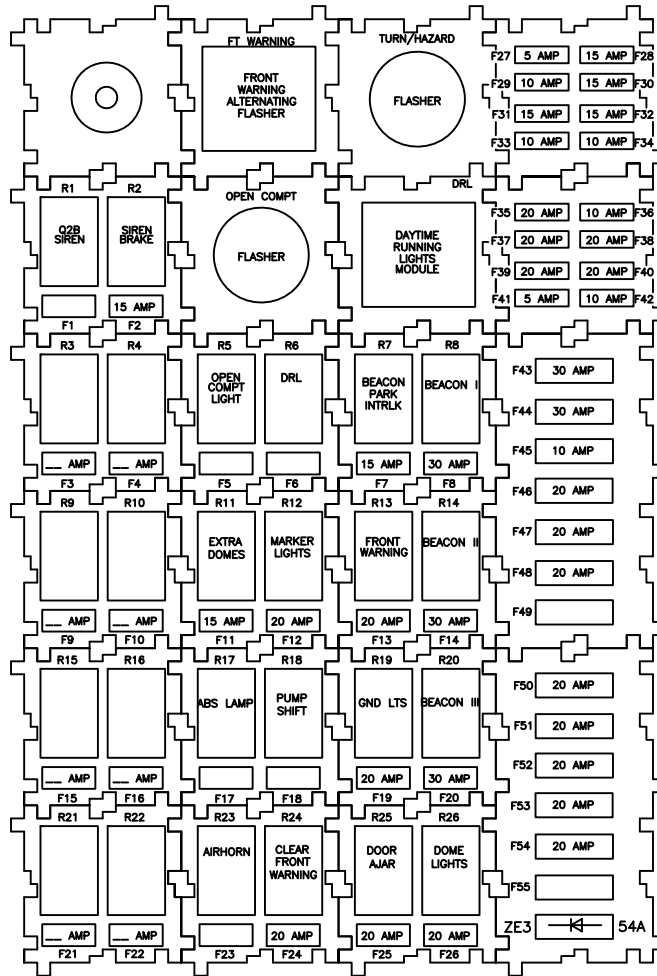 FT WARNING
TURN/HAZARD
FRONT
WARNING
ALTERNATING
FLASHER
FLASHER
F27 5 AMP 15 AMP F28
F29 10 AMP 15 AMP F30
F31 15 AMP 15 AMP F32
F33 10 AMP 10 AMP F34
R1 R2
Q2B
SIREN
SIREN
BRAKE
15 AMP
F1 F2
OPEN COMPT
FLASHER
DRL
DAYTIME
RUNNING
LIGHTS
MODULE
F35 20 AMP 10 AMP F36
F37 20 AMP 20 AMP F38
F39 20 AMP 20 AMP F40
F41 5 AMP 10 AMP F42
R3 R4
__ AMP __ AMP
F3 F4
R5 R6
OPEN
COMPT
LIGHT
DRL
F5 F6
R7 R8
BEACON
PARK
INTRLK
BEACON I
15 AMP 30 AMP
F7 F8
F43 30 AMP
F44 30 AMP
F45 10 AMP
F46 20 AMP
F47 20 AMP
F48 20 AMP
F49
R9 R10
__ AMP __ AMP
F9 F10
R11 R12
EXTRA
DOMES
MARKER
LIGHTS
15 AMP 20 AMP
F11 F12
R13 R14
FRONT
WARNING
BEACON II
20 AMP 30 AMP
F13 F14
R15 R16
__ AMP __ AMP
F15 F16
R17 R18
ABS LAMP
PUMP
SHIFT
F17 F18
R19 R20
GND LTS
BEACON III
20 AMP 30 AMP
F19 F20
F50 20 AMP
F51 20 AMP
F52 20 AMP
F53 20 AMP
F54 20 AMP
F55
ZE3 54A
R21 R22
__ AMP __ AMP
F21 F22
R23 R24
AIRHORN
CLEAR
FRONT
WARNING
20 AMP
F23 F24
R25 R26
DOOR
AJAR
DOME
LIGHTS
20 AMP 20 AMP
F25 F26